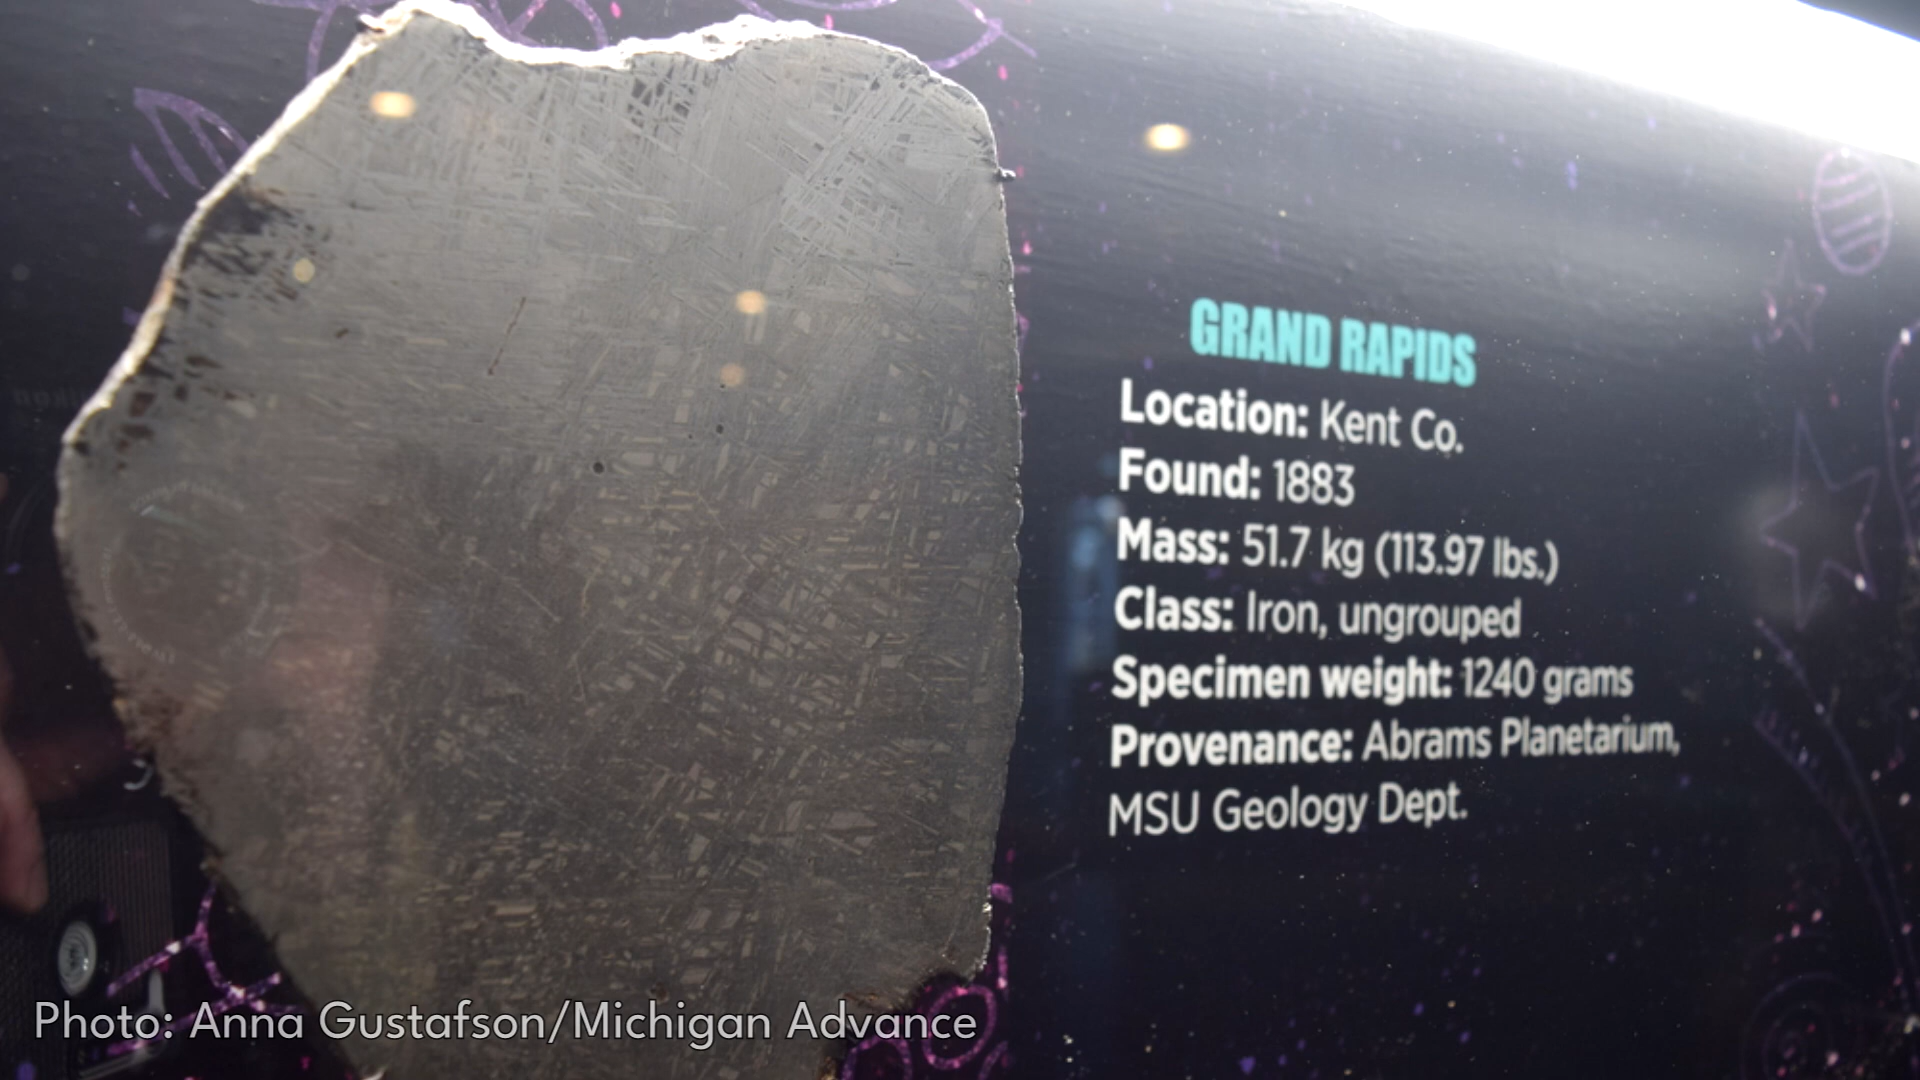 GRAND RAPIDS
Location: Kent Co.
Found: 1883
Mass: 51.7 kg (113.97 lbs.)
Class: Iron, ungrouped
Specimen weight: 1240 grams
Provenance: Abrams Planetarium,
MSU Geology Dept.
Photo: Anna Gustafson/Michigan Advance